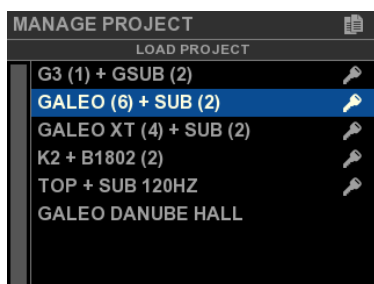 MANAGE PROJECT
LOAD PROJECT
G3 (1) + GSUB (2)
GALEO (6) + SUB (2)
GALEO XT (4) + SUB (2)
K2 + B1802 (2)
TOP + SUB 120HZ
GALEO DANUBE HALL